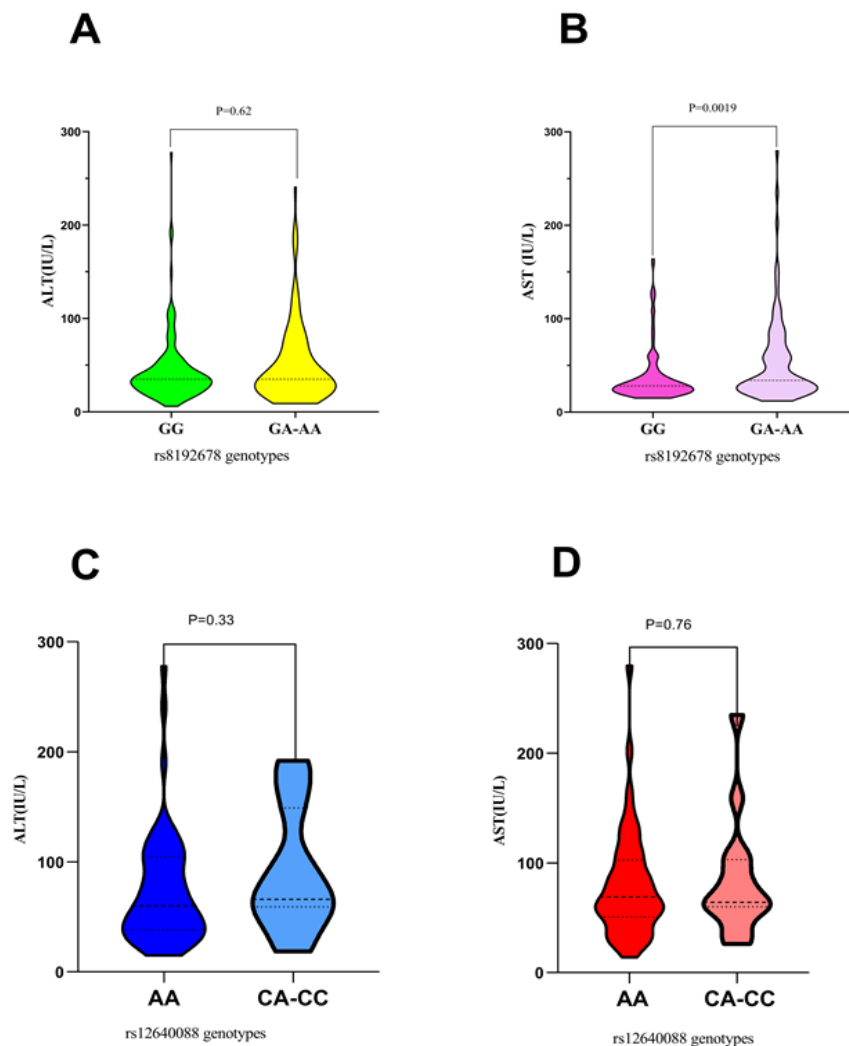 A
P=0.62
300
200
100
0
ALT(IU/L)
GG GA-AA
rs8192678 genotypes
B
P=0.0019
300
200
100
0
AST (IU/L)
GG GA-AA
rs8192678 genotypes
C
P=0.33
300
200
100
0
ALT(IU/L)
AA CA-CC
rs12640088 genotypes
D
P=0.76
300
200
100
0
AST(IU/L)
AA CA-CC
rs12640088 genotypes